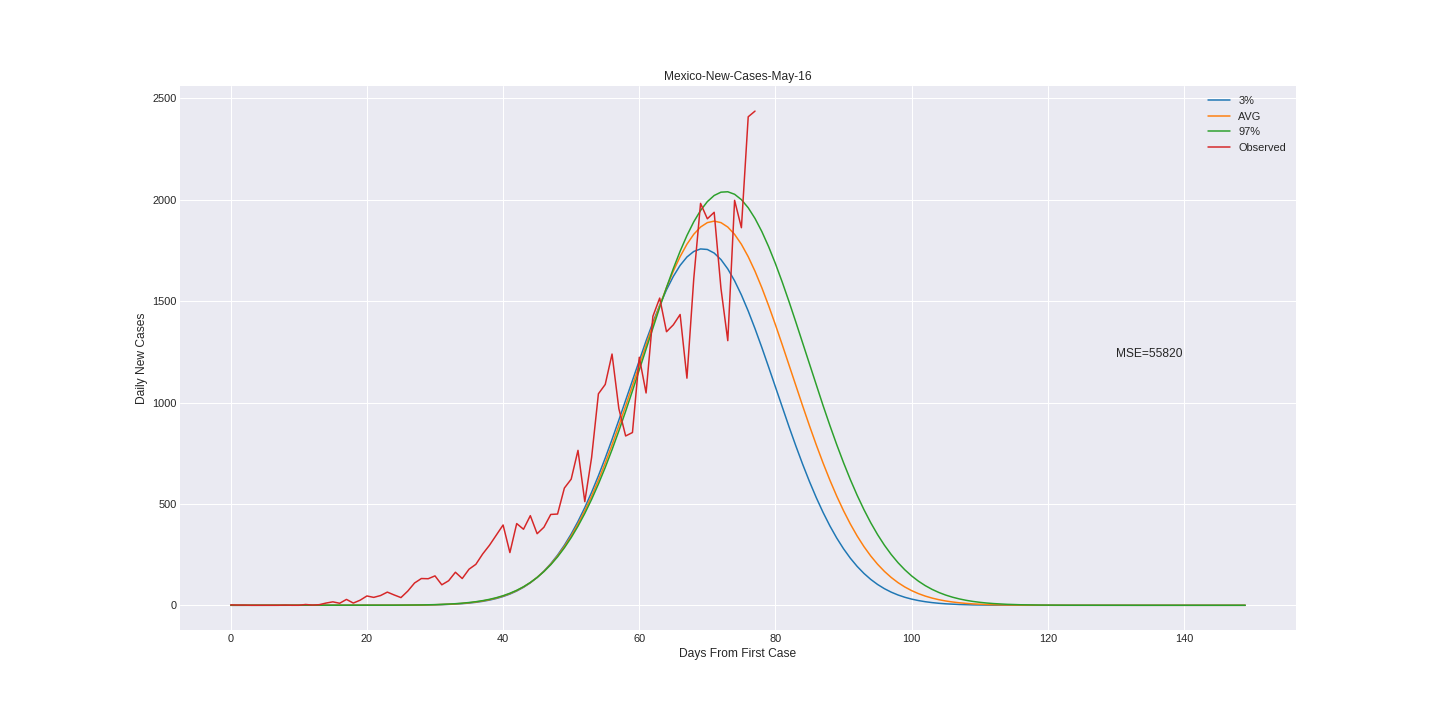 Mexico-New-Cases-May-16
3%
AVG
97%
Observed
2500
2000
1500
1000
500
0
Daily New Cases
MSE=55820
0 20 40 60 80 100 120 140
Days From First Case